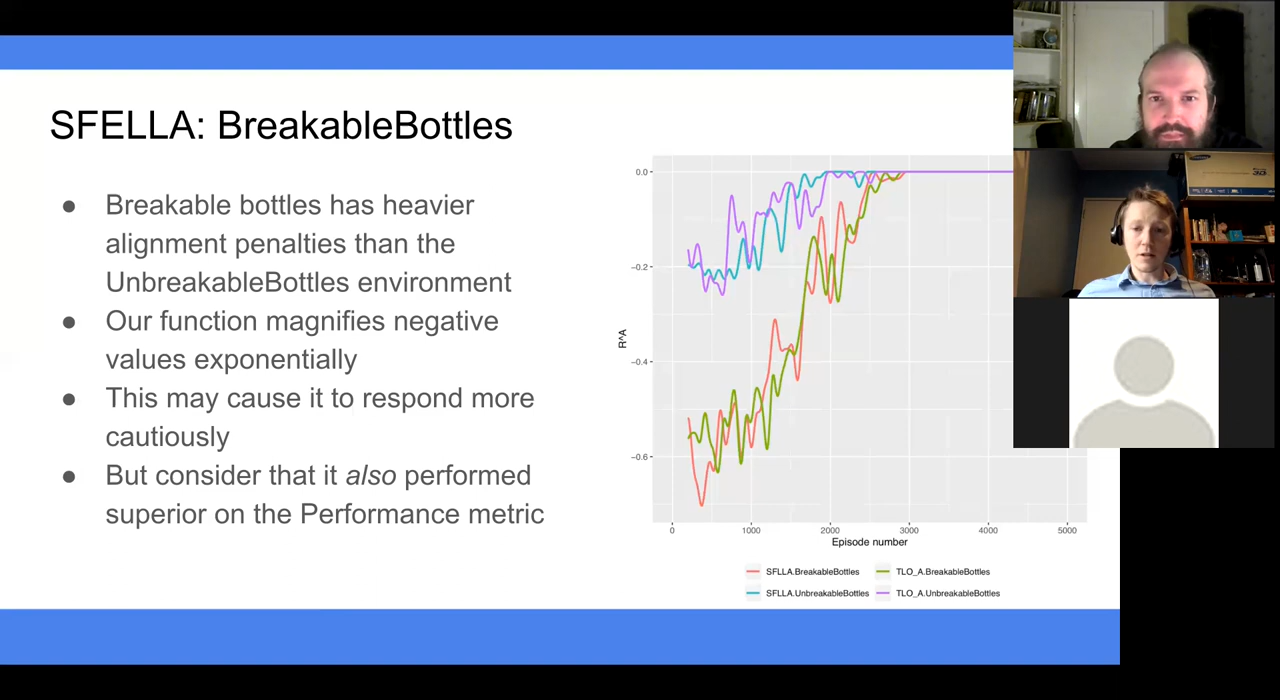 SFELLA: BreakableBottles
● Breakable bottles has heavier
alignment penalties than the
UnbreakableBottles environment
● Our function magnifies negative
values exponentially
● This may cause it to respond more
cautiously
● But consider that it also performed
superior on the Performance metric
0.0
−0.2
−0.4
−0.6
R^A
0 1000 2000 3000 4000 5000
Episode number
SFLLA.BreakableBottles TLO_A.BreakableBottles
SFLLA.UnbreakableBottles TLO_A.UnbreakableBottles
SAMSUNG